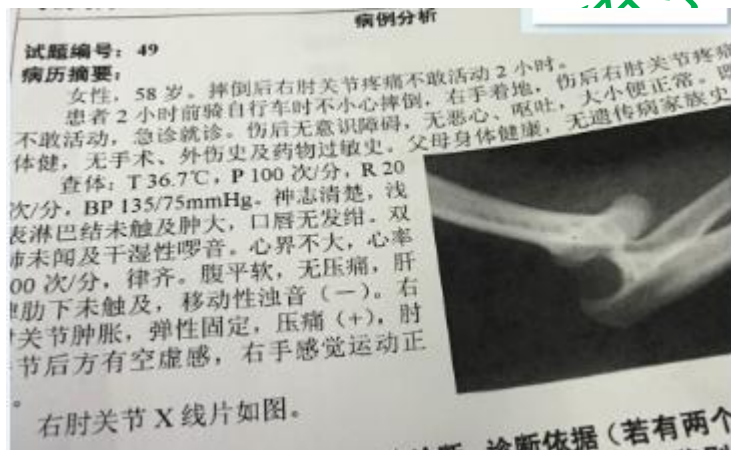 病例分析
试题编号：49
病历摘要：
女性，58 岁。摔倒后右肘关节疼痛不敢活动 2 小时。
患者 2 小时前骑自行车时不小心摔倒，右手着地，伤后右肘关节疼痛
不敢活动，急诊就诊。伤后无意识障碍，无恶心、呕吐，大小便正常。既
体健，无手术、外伤史及药物过敏史。父母身体健康，无遗传病家族史
查体：T 36.7℃，P 100 次/分，R 20
次/分，BP 135/75mmHg。神志清楚，浅
表淋巴结未触及肿大，口唇无发绀。双
肺未闻及干湿性啰音。心界不大，心率
00 次/分，律齐。腹平软，无压痛，肝
脾肋下未触及，移动性浊音（—）。右
肘关节肿胀，弹性固定，压痛（+），肘
节后方有空虚感，右手感觉运动正
。
右肘关节 X 线片如图。
诊断依据（若有两个